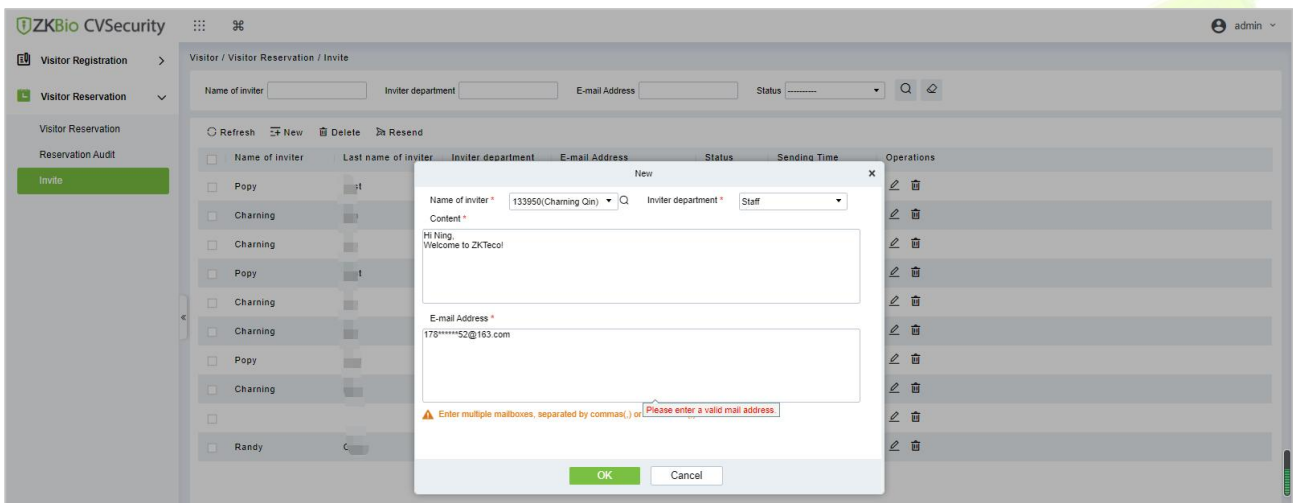 ZKBio CVSecurity
admin
Visitor Registration
Visitor Reservation
Visitor Reservation
Reservation Audit
Invite
Visitor / Visitor Reservation / Invite
Name of inviter Inviter department E-mail Address Status ----------
Refresh New Delete Resend
Name of inviter Last name of inviter Inviter department E-mail Address Status Sending Time Operations
Popy
Charning
Charning
Popy
Charning
Charning
Popy
Charning
Randy
New
Name of inviter * 133950(Charning Qin) Inviter department * Staff
Content *
Hi Ning,
Welcome to ZKTeco!
E-mail Address *
178******52@163.com
Enter multiple mailboxes, separated by commas(,) or
Please enter a valid mail address.
OK Cancel